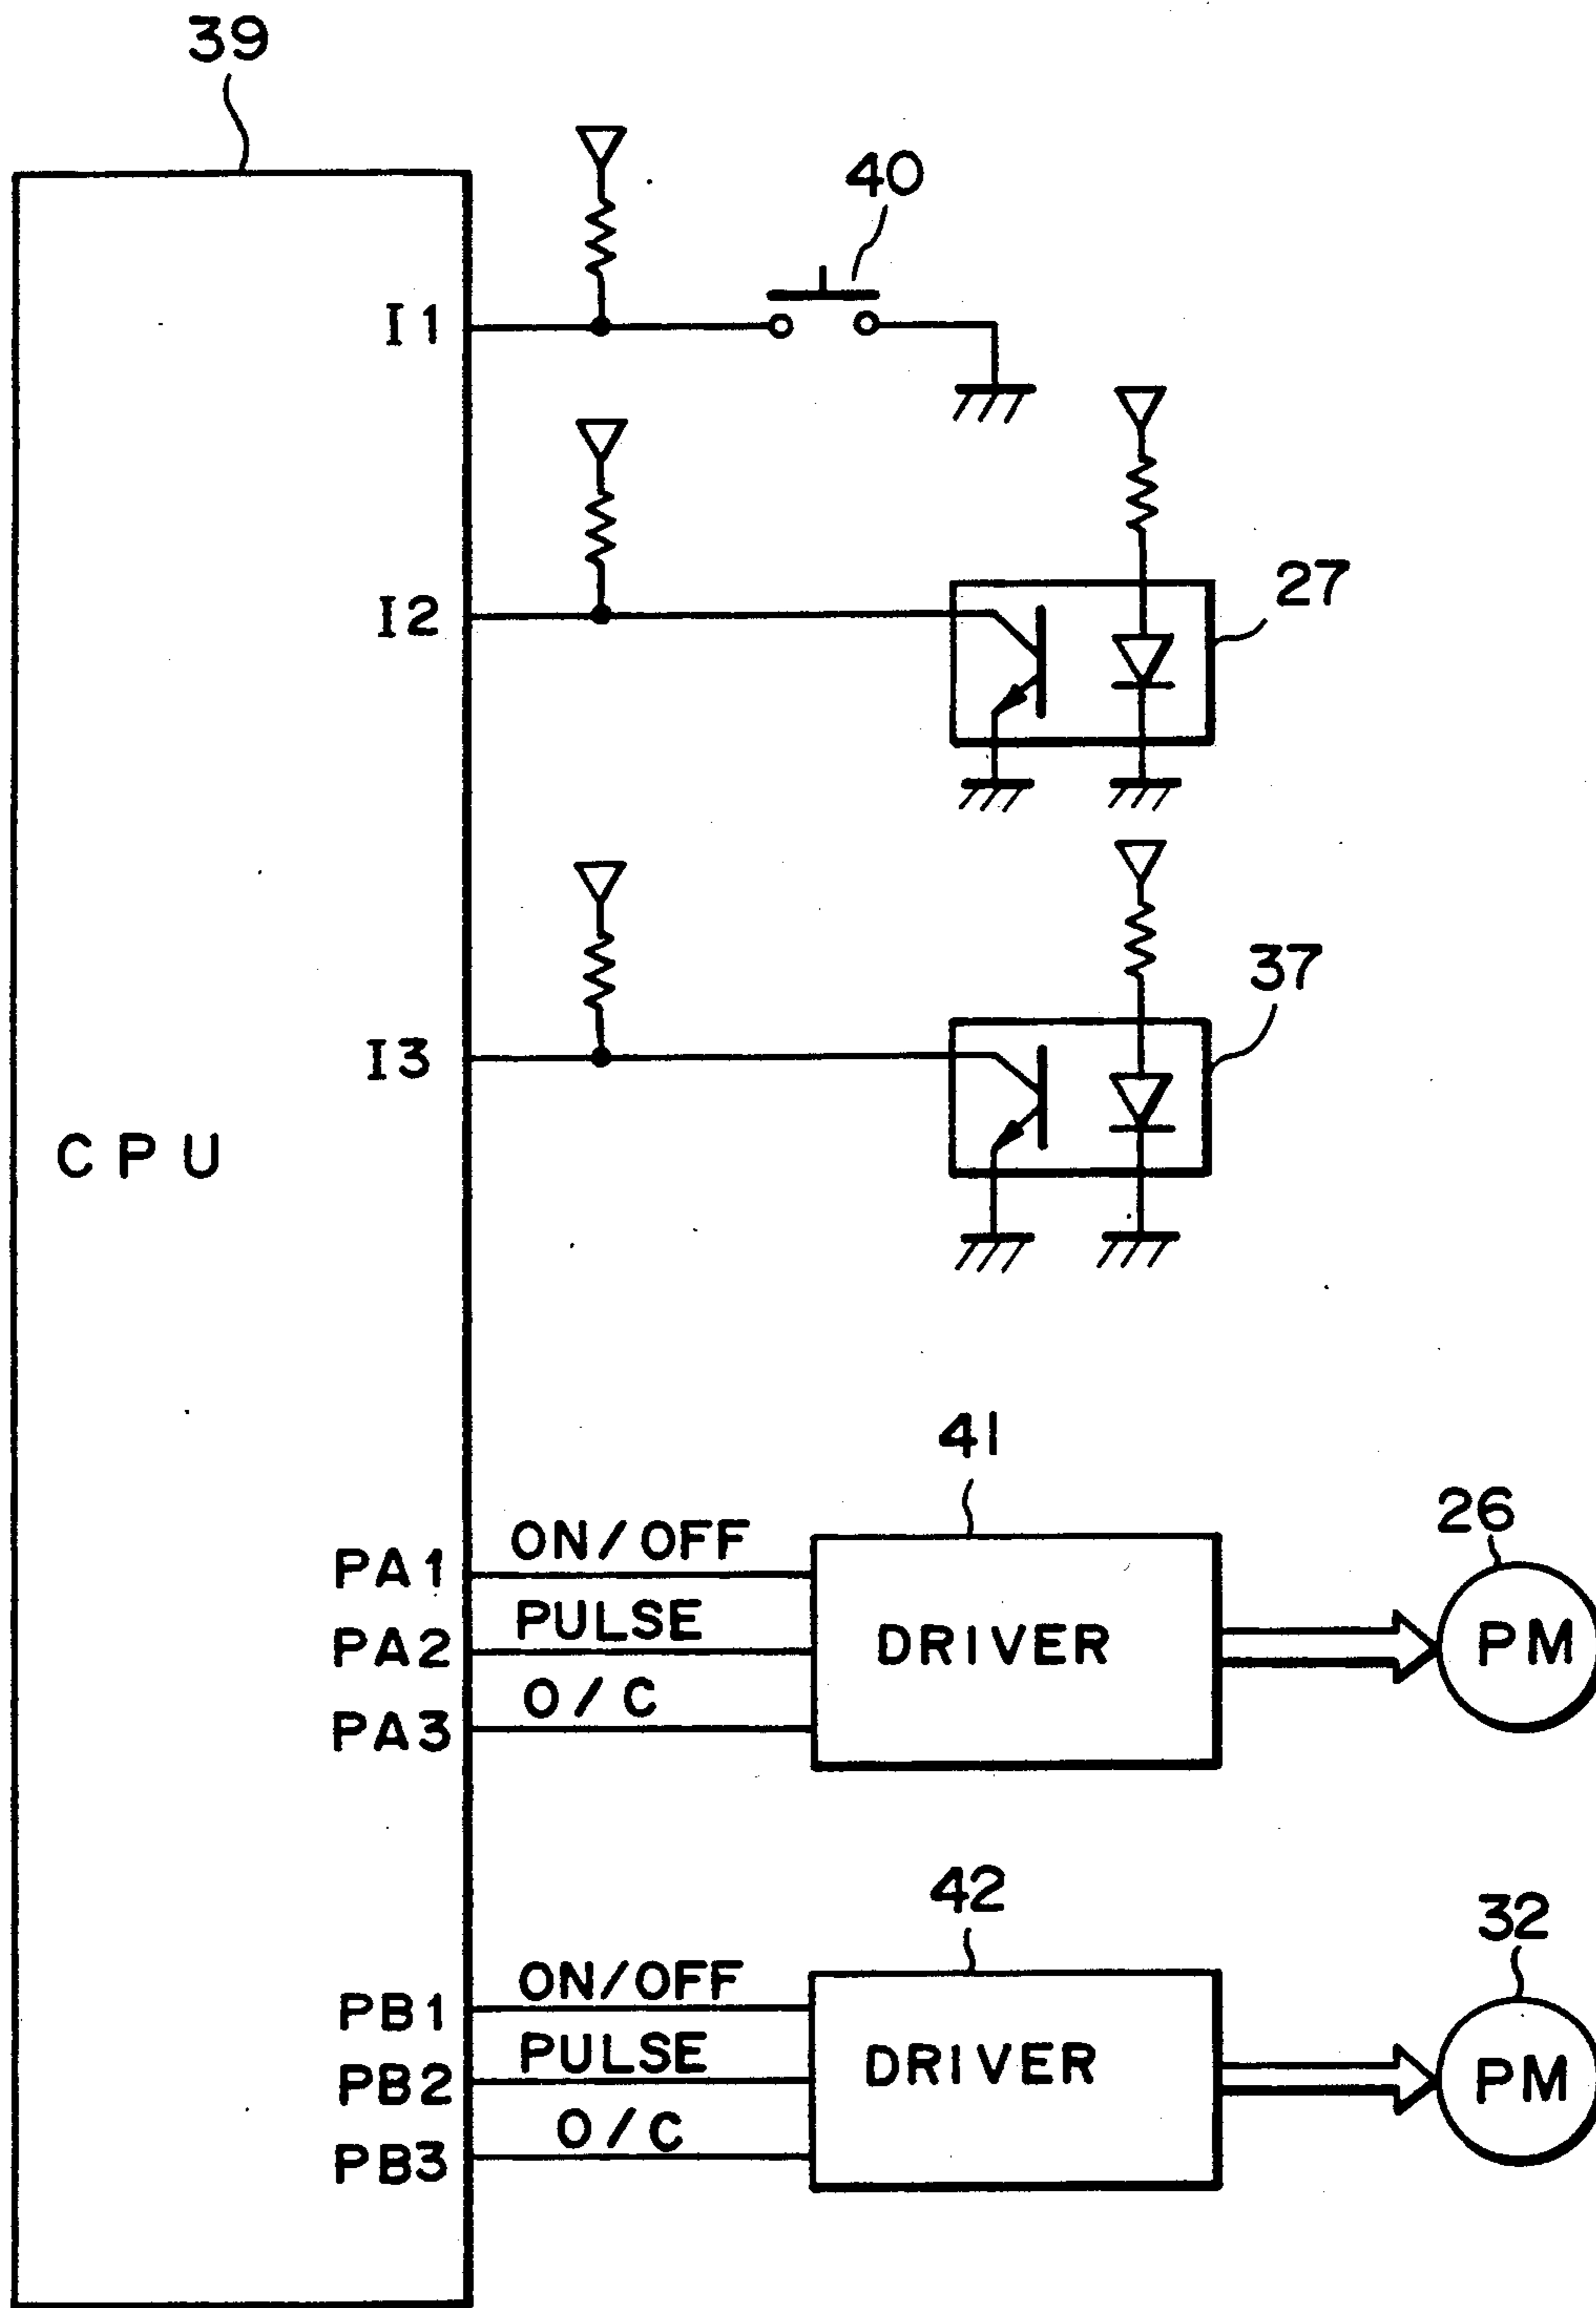 39
40
I1
27
I2
37
I3
CPU
41
26
ON/OFF
PA1
PULSE
DRIVER
PM
PA2
O/C
PA3
42
32
ON/OFF
PB1
PULSE
DRIVER
PM
PB2
O/C
PB3